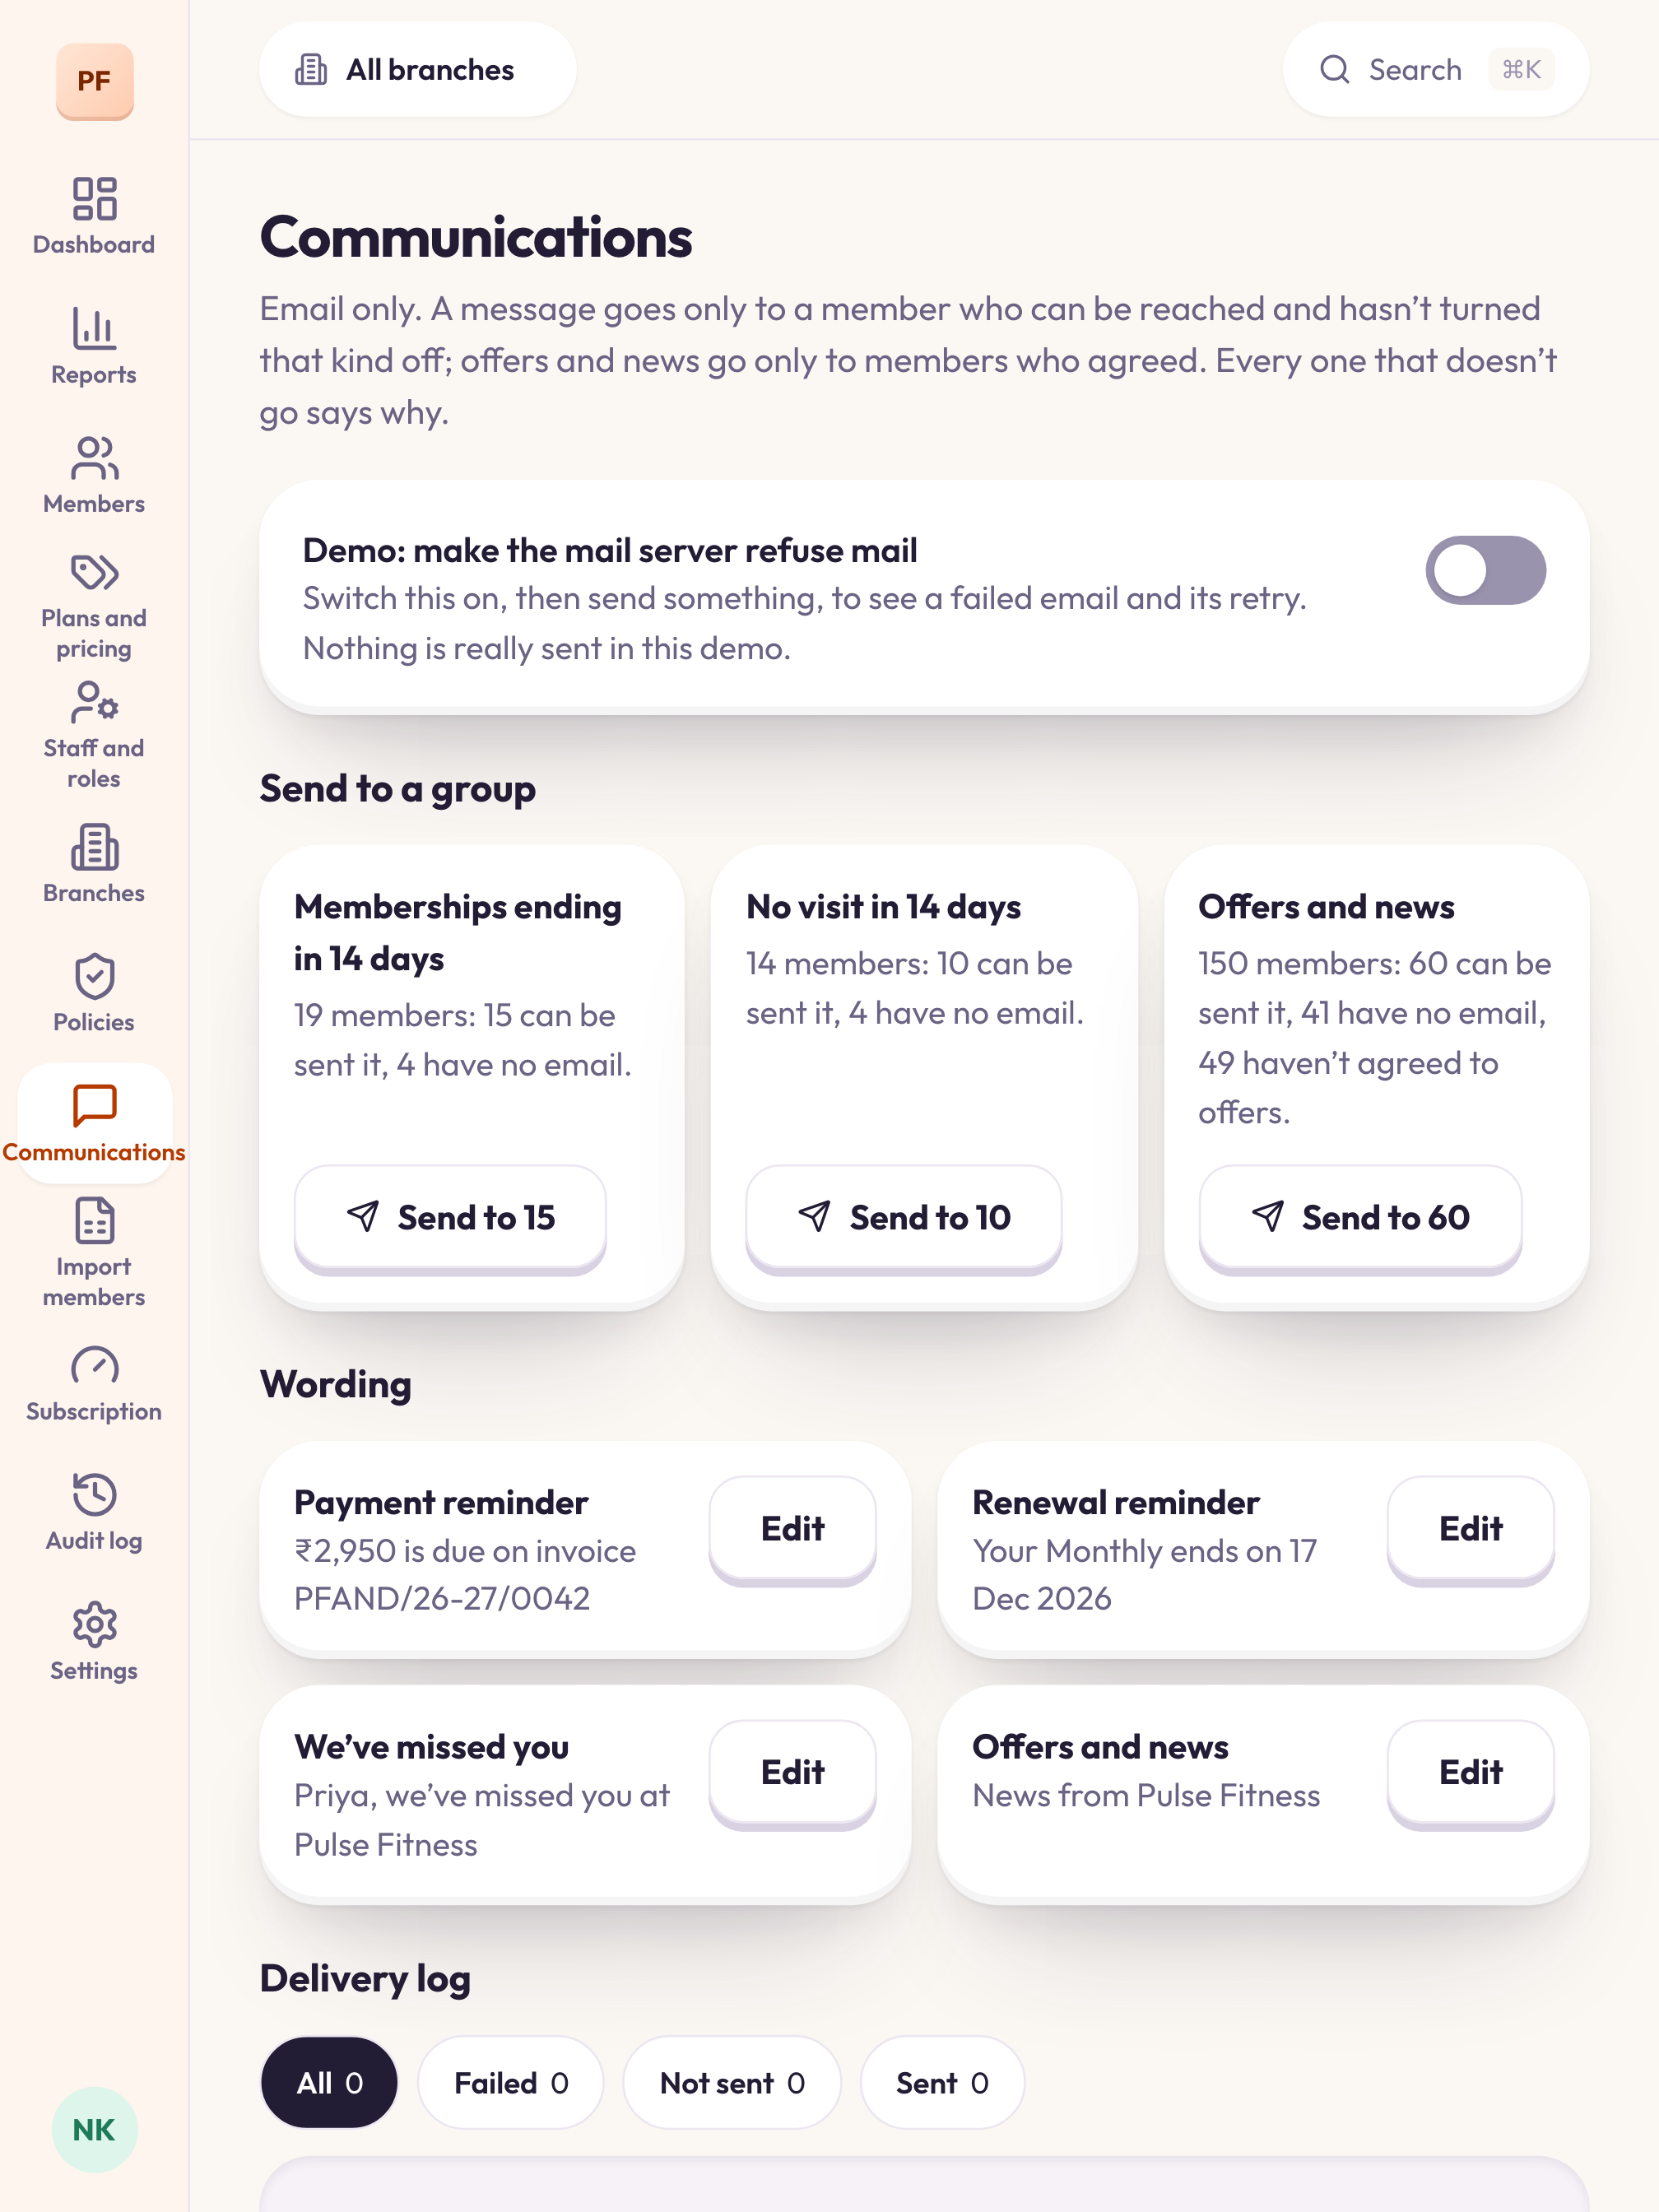 PF
Dashboard
Reports
Members
Plans and
pricing
Staff and
roles
Branches
Policies
Communications
Import
members
Subscription
Audit log
Settings
NK
All branches
Search ⌘K
Communications
Email only. A message goes only to a member who can be reached and hasn’t turned
that kind off; offers and news go only to members who agreed. Every one that doesn’t
go says why.
Demo: make the mail server refuse mail
Switch this on, then send something, to see a failed email and its retry.
Nothing is really sent in this demo.
Send to a group
Memberships ending
in 14 days
19 members: 15 can be
sent it, 4 have no email.
Send to 15
No visit in 14 days
14 members: 10 can be
sent it, 4 have no email.
Send to 10
Offers and news
150 members: 60 can be
sent it, 41 have no email,
49 haven’t agreed to
offers.
Send to 60
Wording
Payment reminder
₹2,950 is due on invoice
PFAND/26-27/0042
Edit
Renewal reminder
Your Monthly ends on 17
Dec 2026
Edit
We’ve missed you
Priya, we’ve missed you at
Pulse Fitness
Edit
Offers and news
News from Pulse Fitness
Edit
Delivery log
All 0
Failed 0
Not sent 0
Sent 0